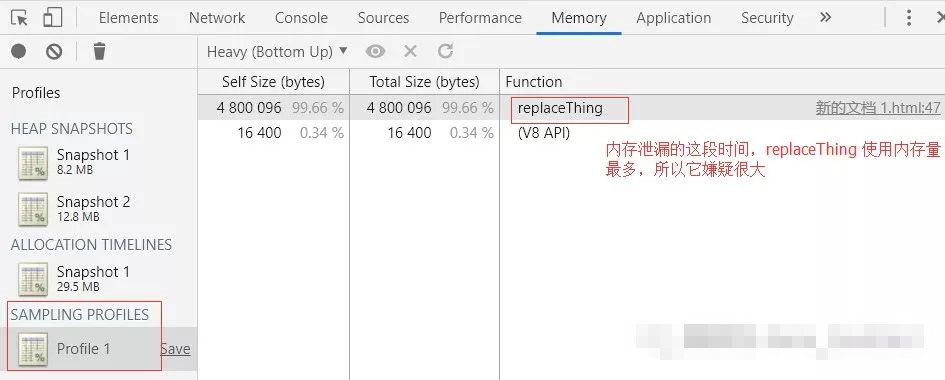 Elements Network Console Sources Performance Memory Application Security »
Heavy (Bottom Up) ▼
Profiles
HEAP SNAPSHOTS
Snapshot 1
8.2 MB
Snapshot 2
12.8 MB
ALLOCATION TIMELINES
Snapshot 1
29.5 MB
SAMPLING PROFILES
Profile 1 Save
Self Size (bytes) Total Size (bytes) Function
4 800 096 99.66 % 4 800 096 99.66 % replaceThing 新的文档 1.html:47
16 400 0.34 % 16 400 0.34 % (V8 API)
内存泄漏的这段时间，replaceThing 使用内存量
最多，所以它嫌疑很大